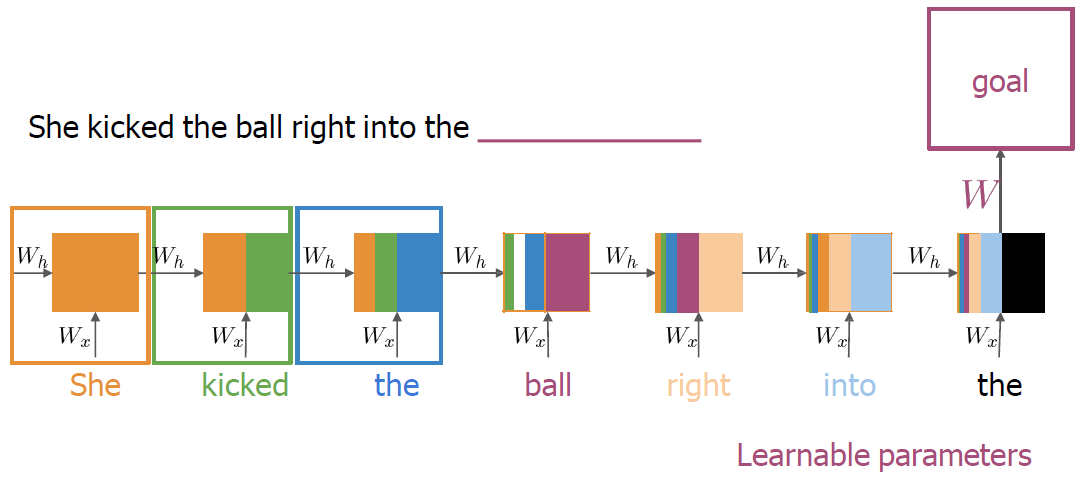 goal
She kicked the ball right into the ____________
W
W_h W_h W_h W_h W_h W_h W_h
W_x W_x W_x W_x W_x W_x W_x
She kicked the ball right into the
Learnable parameters